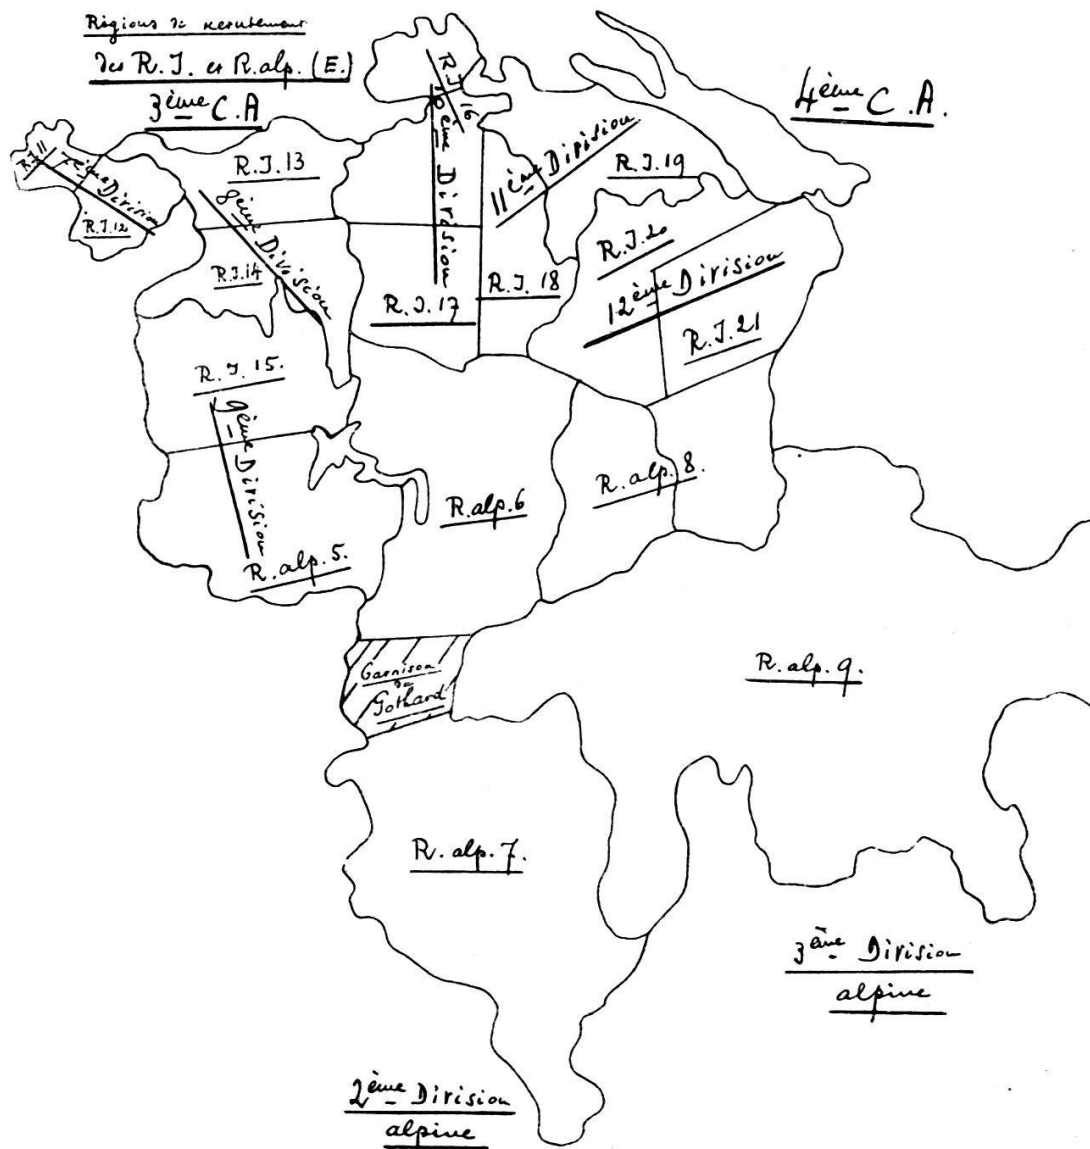 Régions de recrutement
des R.J. et R.alp. (E.)
3ème C.A
4ème C.A.
R.J. 16
10ème Division
R.J. 11
7ème Division
R.J. 12
R.J. 13
8ème Division
R.J. 14
R.J. 17
11ème Division
R.J. 18
R.J. 19
R.J. 20
12ème Division
R.J. 21
R.J. 15.
9ème Division
R.alp. 5.
R.alp. 6
R.alp. 8.
Garnison
du
Gothard
R.alp. 9.
R.alp. 7.
3ème Division
alpine
2ème Division
alpine